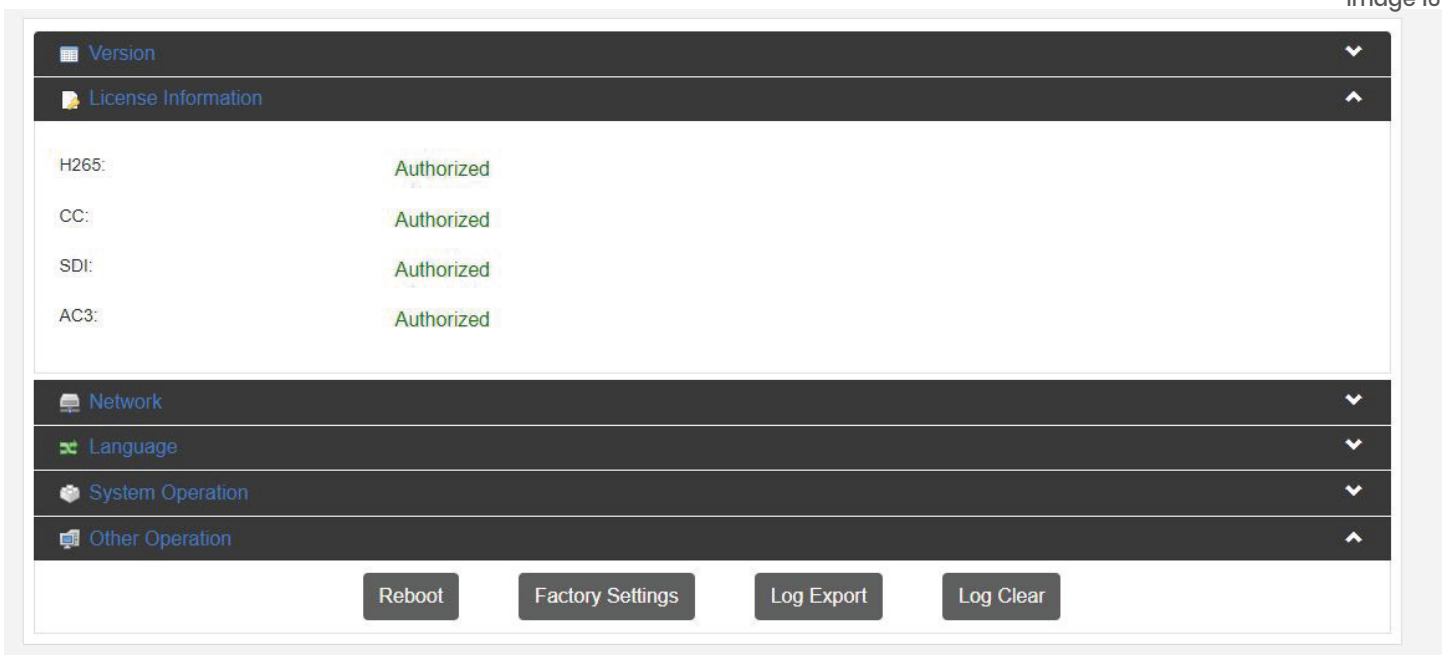 Version
License Information
H265: Authorized
CC: Authorized
SDI: Authorized
AC3: Authorized
Network
Language
System Operation
Other Operation
Reboot Factory Settings Log Export Log Clear